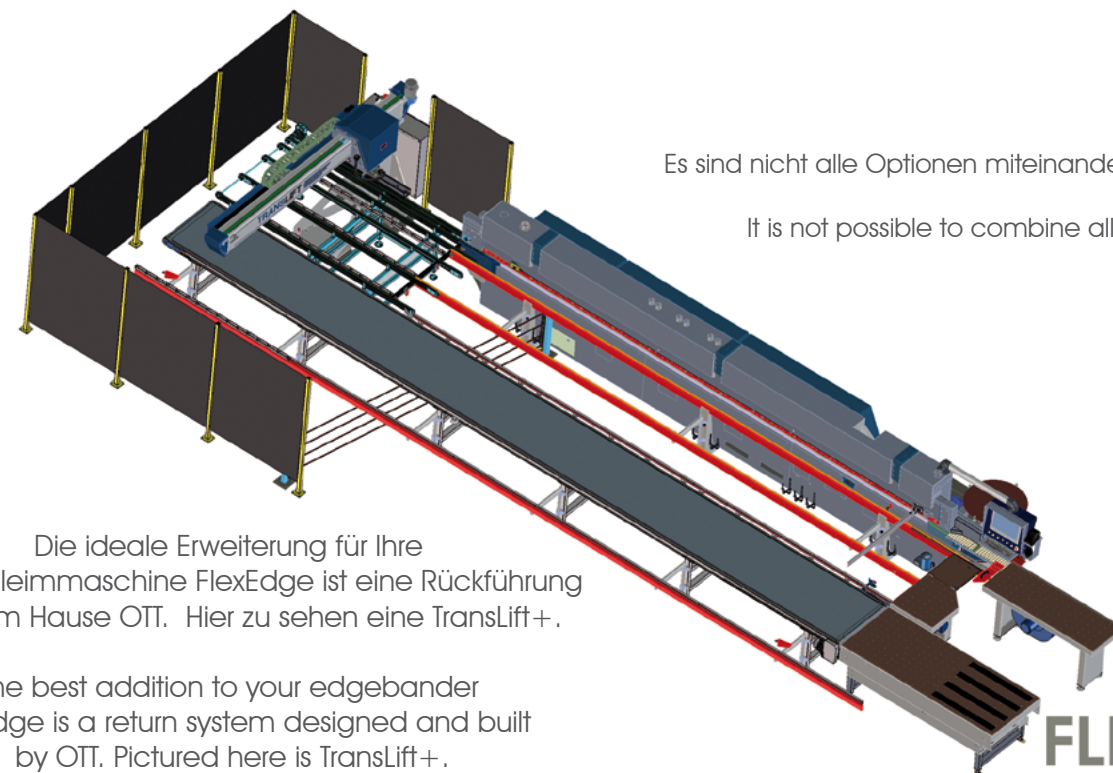 Es sind nicht alle Optionen miteinande
It is not possible to combine all
TRANSLIFT
Die ideale Erweiterung für Ihre
leimmaschine FlexEdge ist eine Rückführung
m Hause OTT. Hier zu sehen eine TransLift+.
he best addition to your edgebander
dge is a return system designed and built
by OTT. Pictured here is TransLift+.
FLE